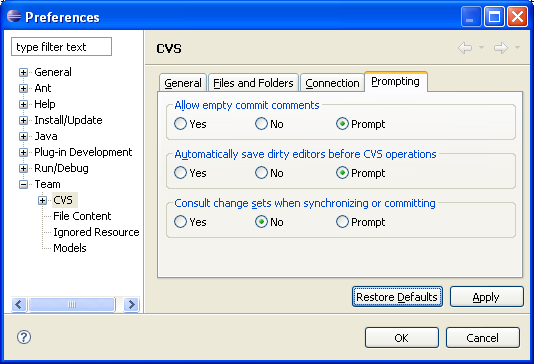 Preferences
type filter text
General
Ant
Help
Install/Update
Java
Plug-in Development
Run/Debug
Team
CVS
File Content
Ignored Resource
Models
CVS
General
Files and Folders
Connection
Prompting
Allow empty commit comments
Yes No Prompt
Automatically save dirty editors before CVS operations
Yes No Prompt
Consult change sets when synchronizing or committing
Yes No Prompt
Restore Defaults Apply
OK Cancel